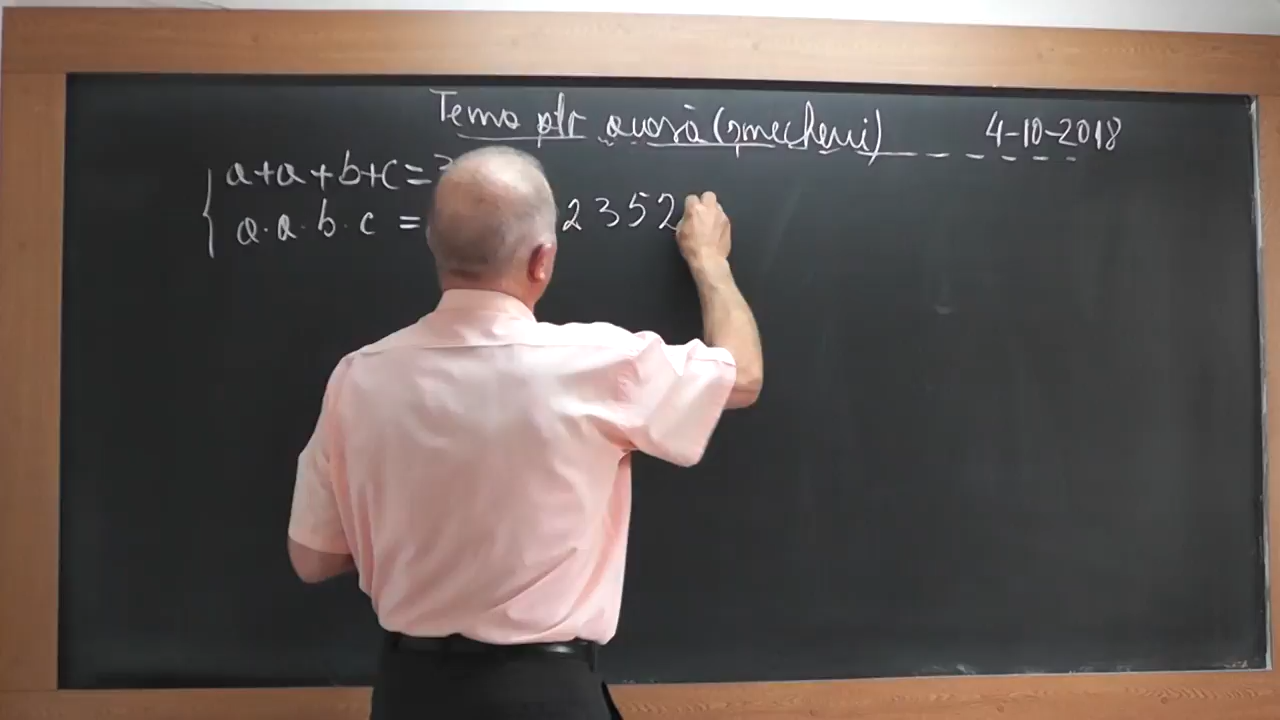 Temă ptr acasă (șmecheri) 4-10-2018
a+a+b+c=
a·a·b·c = 2352